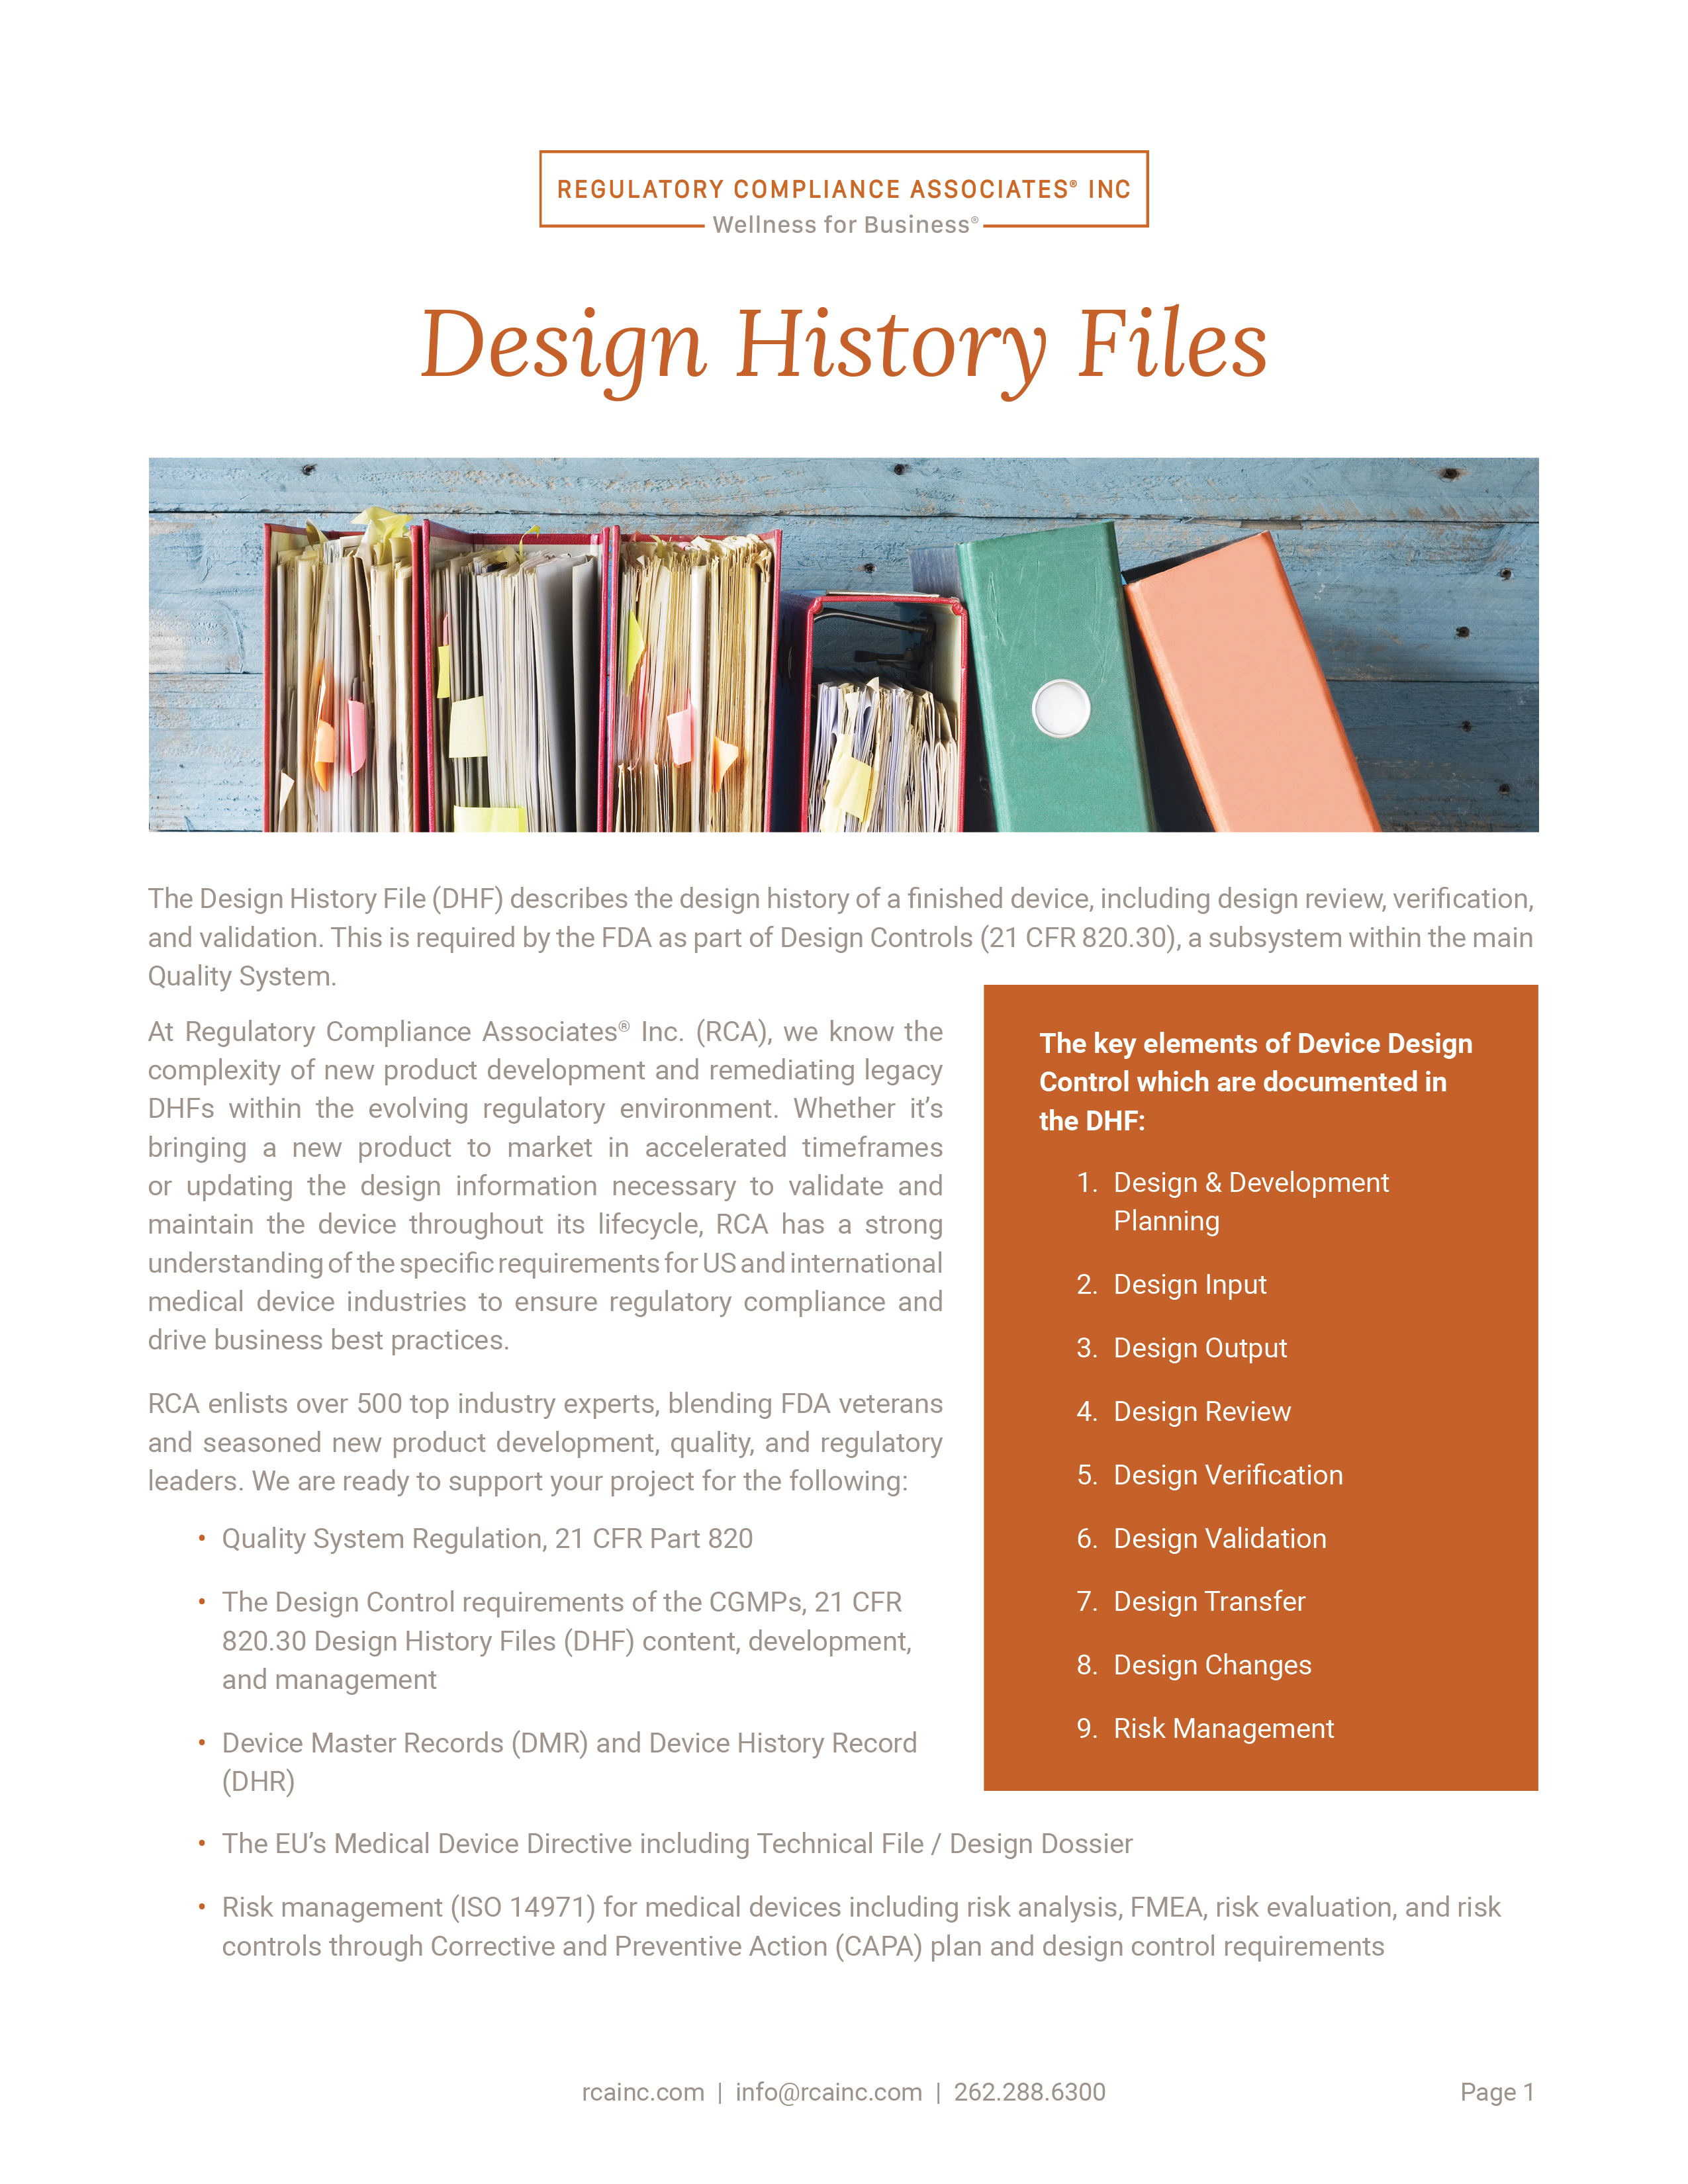 REGULATORY COMPLIANCE ASSOCIATES® INC
Wellness for Business®
Design History Files
The Design History File (DHF) describes the design history of a finished device, including design review, verification,
and validation. This is required by the FDA as part of Design Controls (21 CFR 820.30), a subsystem within the main
Quality System.
At Regulatory Compliance Associates® Inc. (RCA), we know the
complexity of new product development and remediating legacy
DHFs within the evolving regulatory environment. Whether it’s
bringing a new product to market in accelerated timeframes
or updating the design information necessary to validate and
maintain the device throughout its lifecycle, RCA has a strong
understanding of the specific requirements for US and international
medical device industries to ensure regulatory compliance and
drive business best practices.
RCA enlists over 500 top industry experts, blending FDA veterans
and seasoned new product development, quality, and regulatory
leaders. We are ready to support your project for the following:
• Quality System Regulation, 21 CFR Part 820
• The Design Control requirements of the CGMPs, 21 CFR
820.30 Design History Files (DHF) content, development,
and management
• Device Master Records (DMR) and Device History Record
(DHR)
• The EU’s Medical Device Directive including Technical File / Design Dossier
• Risk management (ISO 14971) for medical devices including risk analysis, FMEA, risk evaluation, and risk
controls through Corrective and Preventive Action (CAPA) plan and design control requirements
The key elements of Device Design
Control which are documented in
the DHF:
1. Design & Development
Planning
2. Design Input
3. Design Output
4. Design Review
5. Design Verification
6. Design Validation
7. Design Transfer
8. Design Changes
9. Risk Management
rcainc.com | info@rcainc.com | 262.288.6300
Page 1